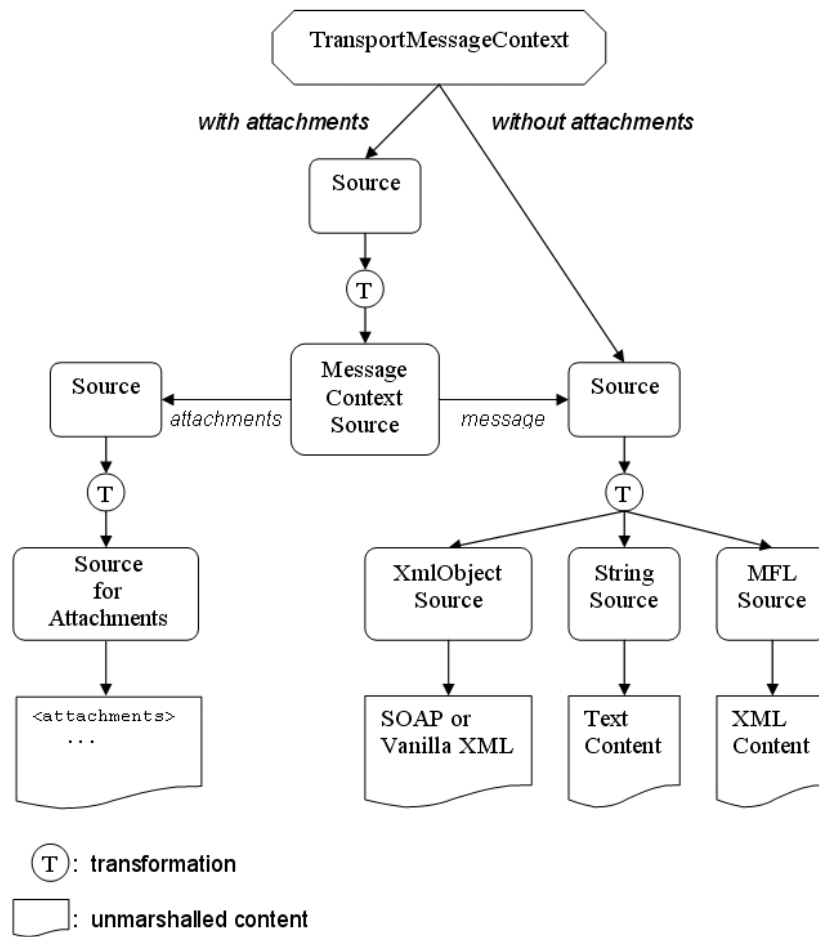 TransportMessageContext
with attachments
without attachments
Source
T
Message
Context
Source
Source
attachments
message
Source
T
T
Source
for
Attachments
XmlObject
Source
String
Source
MFL
Source
<attachments>
...
SOAP or
Vanilla XML
Text
Content
XML
Content
T : transformation
: unmarshalled content